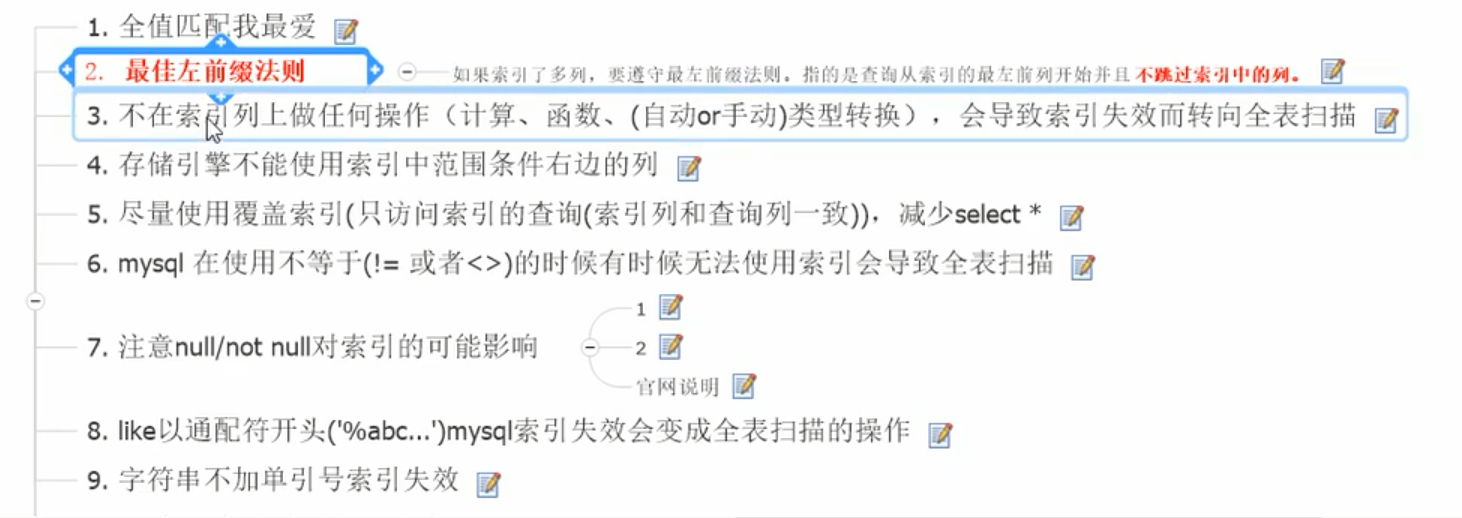 1. 全值匹配我最爱
2. 最佳左前缀法则 如果索引了多列，要遵守最左前缀法则。指的是查询从索引的最左前列开始并且不跳过索引中的列。
3. 不在索引列上做任何操作（计算、函数、(自动or手动)类型转换），会导致索引失效而转向全表扫描
4. 存储引擎不能使用索引中范围条件右边的列
5. 尽量使用覆盖索引(只访问索引的查询(索引列和查询列一致))，减少select *
6. mysql 在使用不等于(!= 或者<>)的时候有时候无法使用索引会导致全表扫描
7. 注意null/not null对索引的可能影响
1
2
官网说明
8. like以通配符开头('%abc...')mysql索引失效会变成全表扫描的操作
9. 字符串不加单引号索引失效